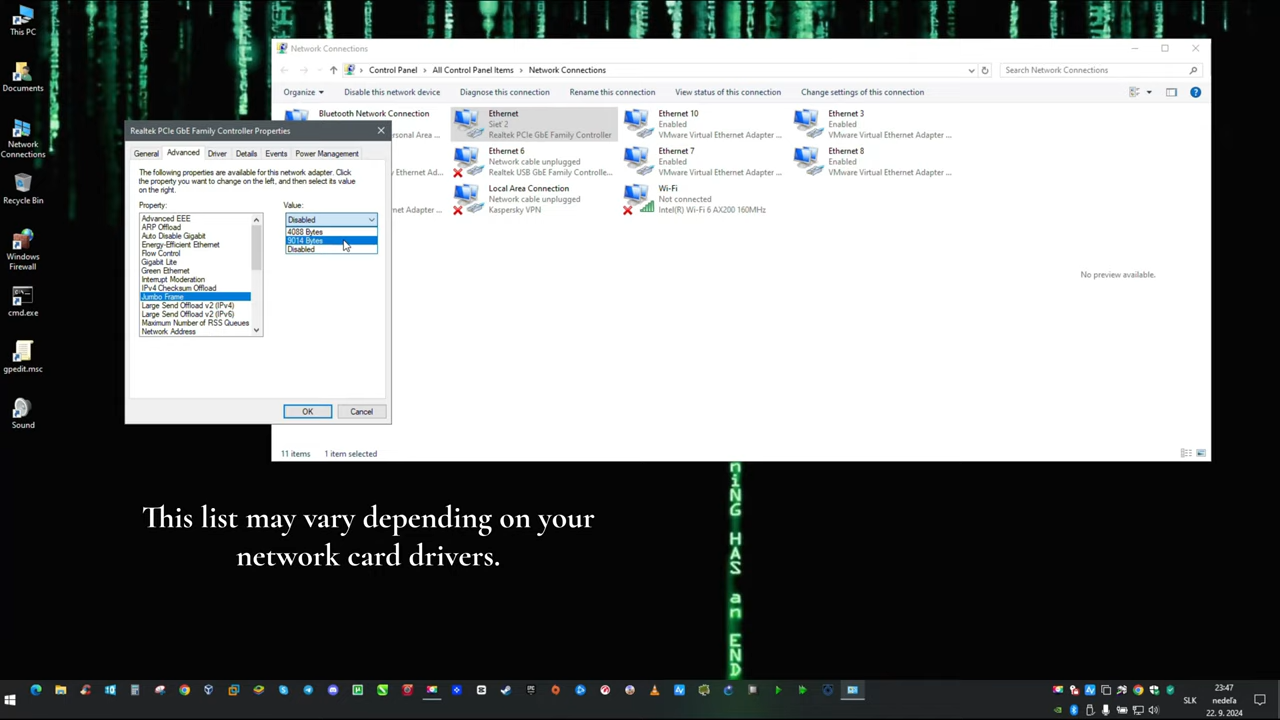 This PC
Documents
Network
Connections
Recycle Bin
Windows
Firewall
cmd.exe
gpedit.msc
Sound
Network Connections
Control Panel
All Control Panel Items
Network Connections
Search Network Connections
Organize
Disable this network device
Diagnose this connection
Rename this connection
View status of this connection
Change settings of this connection
Bluetooth Network Connection
ersonal Area ...
et Ad...
et Adapter ...
Ethernet
Sieť 2
Realtek PCIe GbE Family Controller
Ethernet 6
Network cable unplugged
Realtek USB GbE Family Controlle...
Local Area Connection
Network cable unplugged
Kaspersky VPN
Ethernet 10
Enabled
VMware Virtual Ethernet Adapter ...
Ethernet 7
Enabled
VMware Virtual Ethernet Adapter ...
Wi-Fi
Not connected
Intel(R) Wi-Fi 6 AX200 160MHz
Ethernet 3
Enabled
VMware Virtual Ethernet Adapter ...
Ethernet 8
Enabled
VMware Virtual Ethernet Adapter ...
No preview available.
11 items
1 item selected
Realtek PCIe GbE Family Controller Properties
General
Advanced
Driver
Details
Events
Power Management
The following properties are available for this network adapter. Click
the property you want to change on the left, and then select its value
on the right.
Property:
Advanced EEE
ARP Offload
Auto Disable Gigabit
Energy-Efficient Ethernet
Flow Control
Gigabit Lite
Green Ethernet
Interrupt Moderation
IPv4 Checksum Offload
Jumbo Frame
Large Send Offload v2 (IPv4)
Large Send Offload v2 (IPv6)
Maximum Number of RSS Queues
Network Address
Value:
Disabled
4088 Bytes
9014 Bytes
Disabled
OK
Cancel
This list may vary depending on your
network card drivers.
n
i
N
G
H
A
S
a
n
E
N
D
SLK
23:47
nedeľa
22. 9. 2024